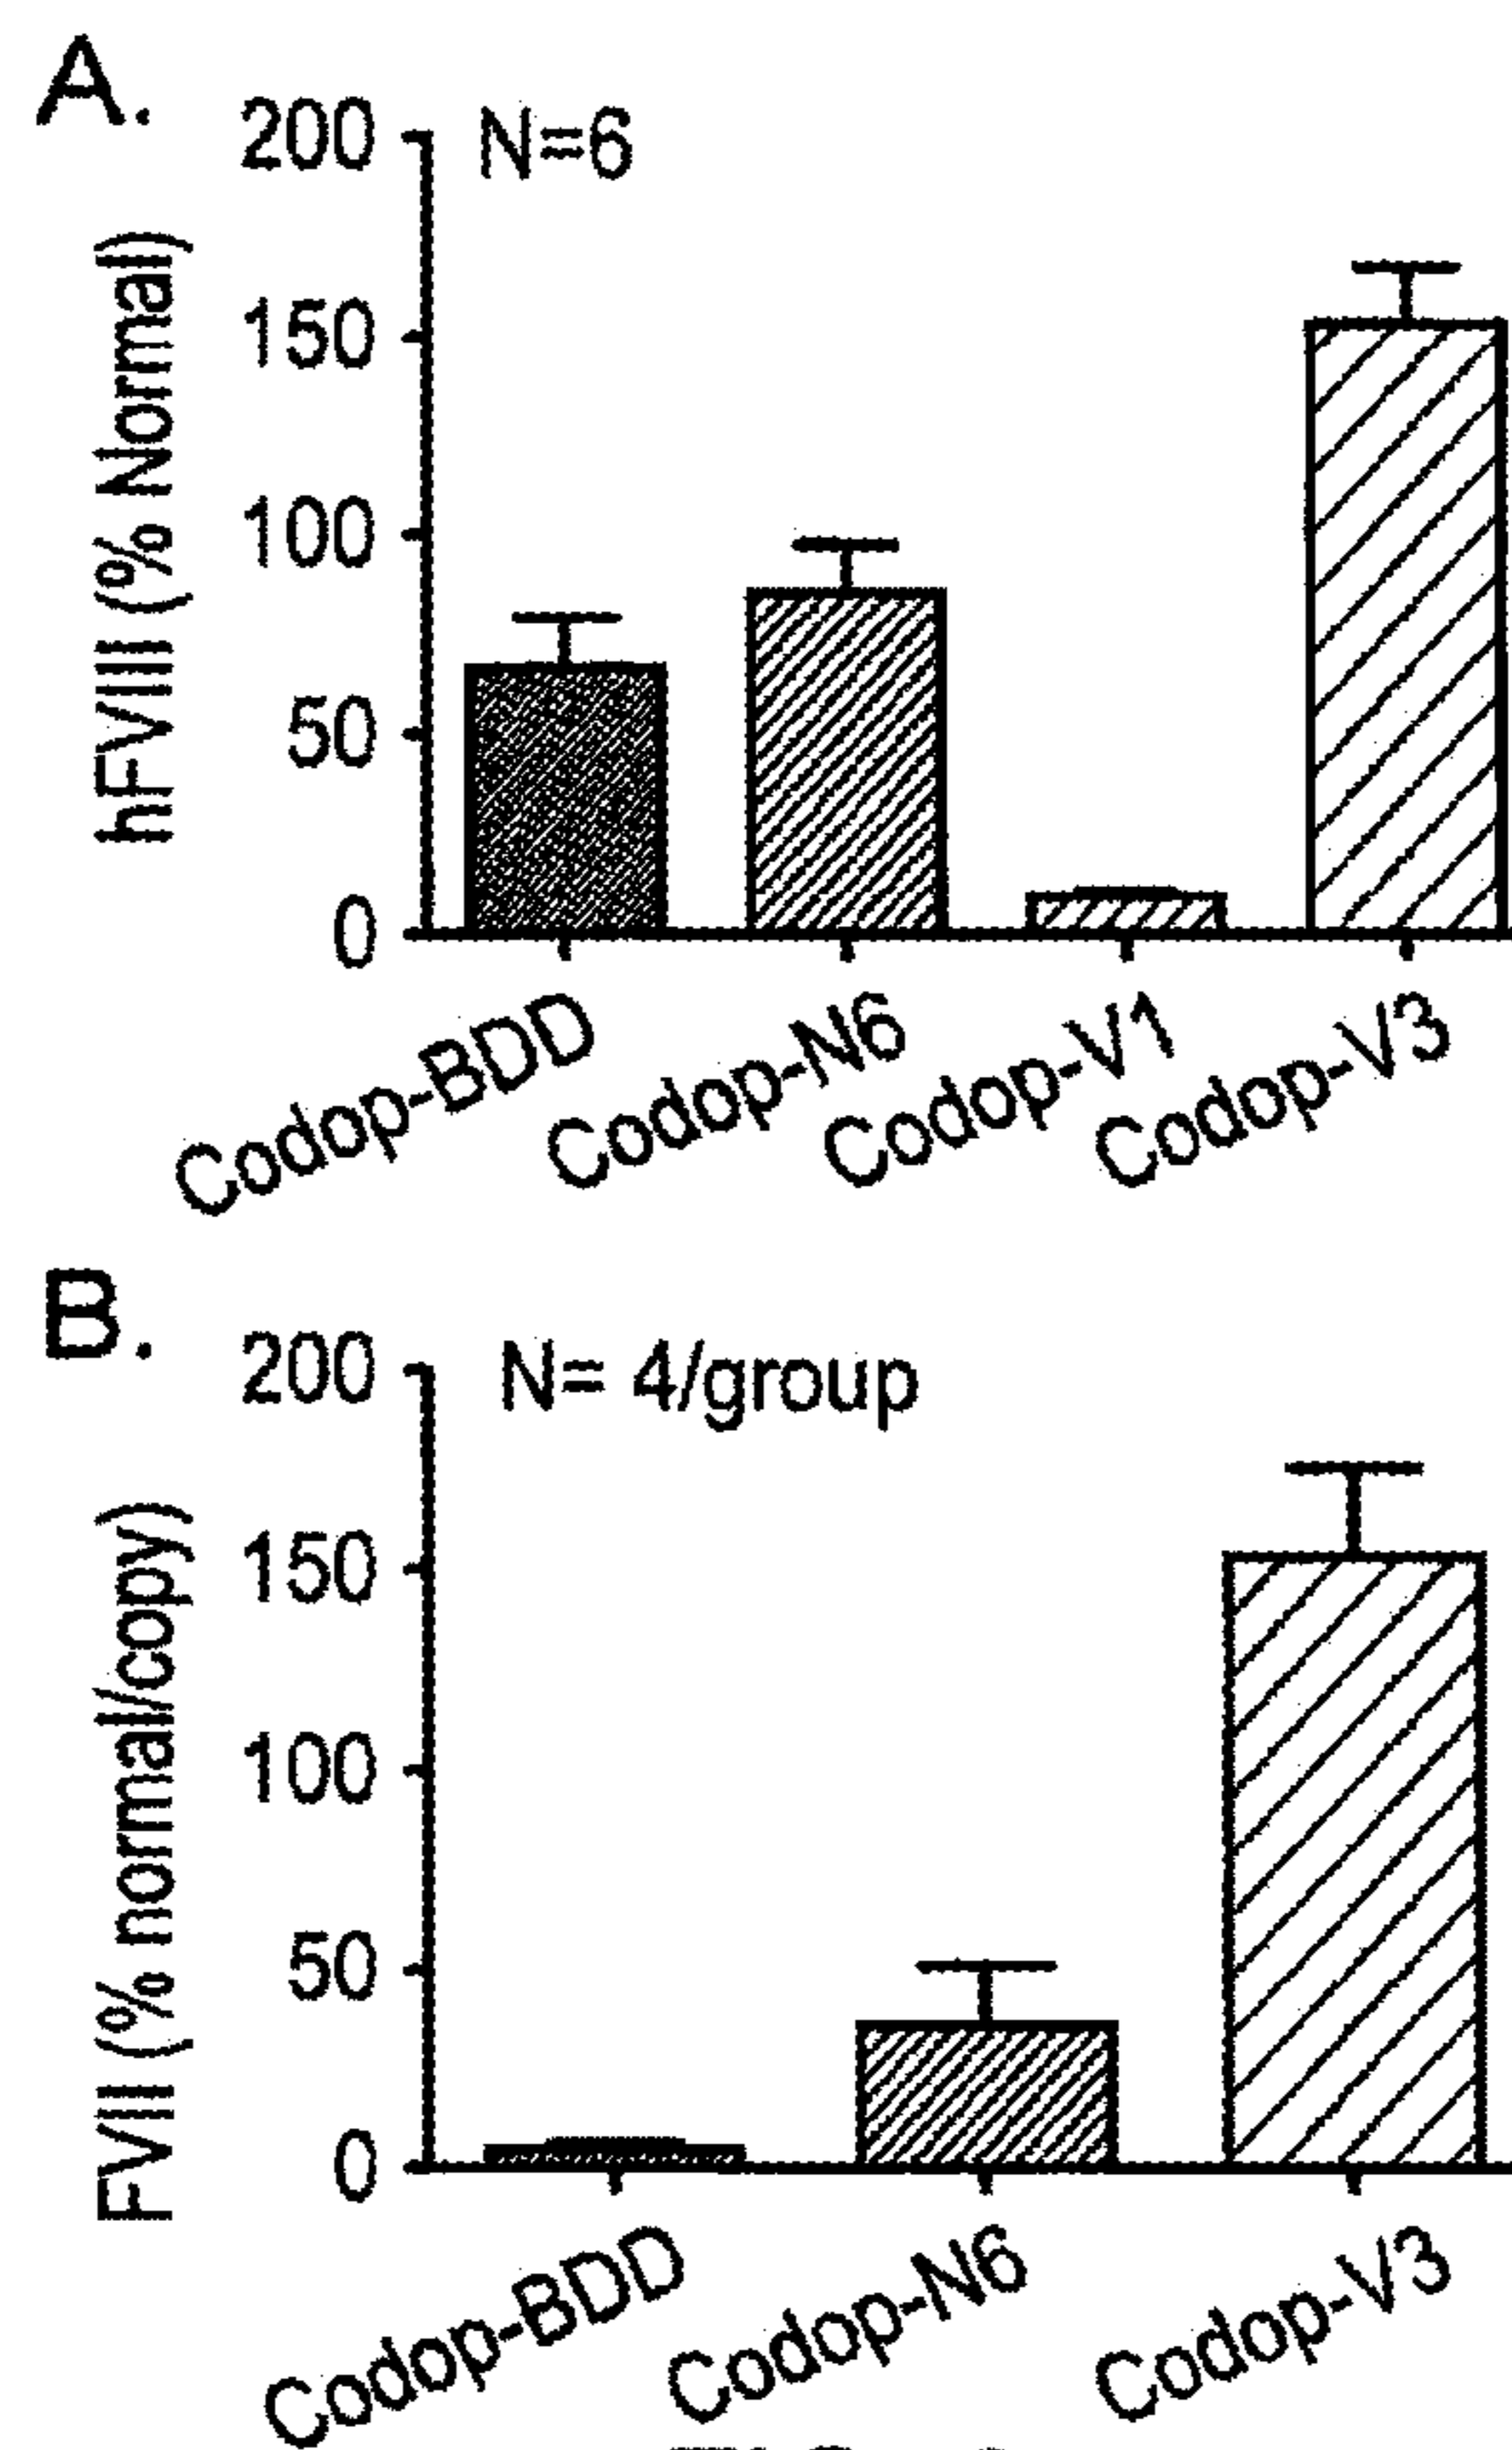 A.
200
N=6
150
100
50
0
hFVIII (% Normal)
Codop-BDD
Codop-N6
Codop-V1
Codop-V3
B.
200
N= 4/group
150
100
50
0
FVIII (% normal/copy)
Codop-BDD
Codop-N6
Codop-V3